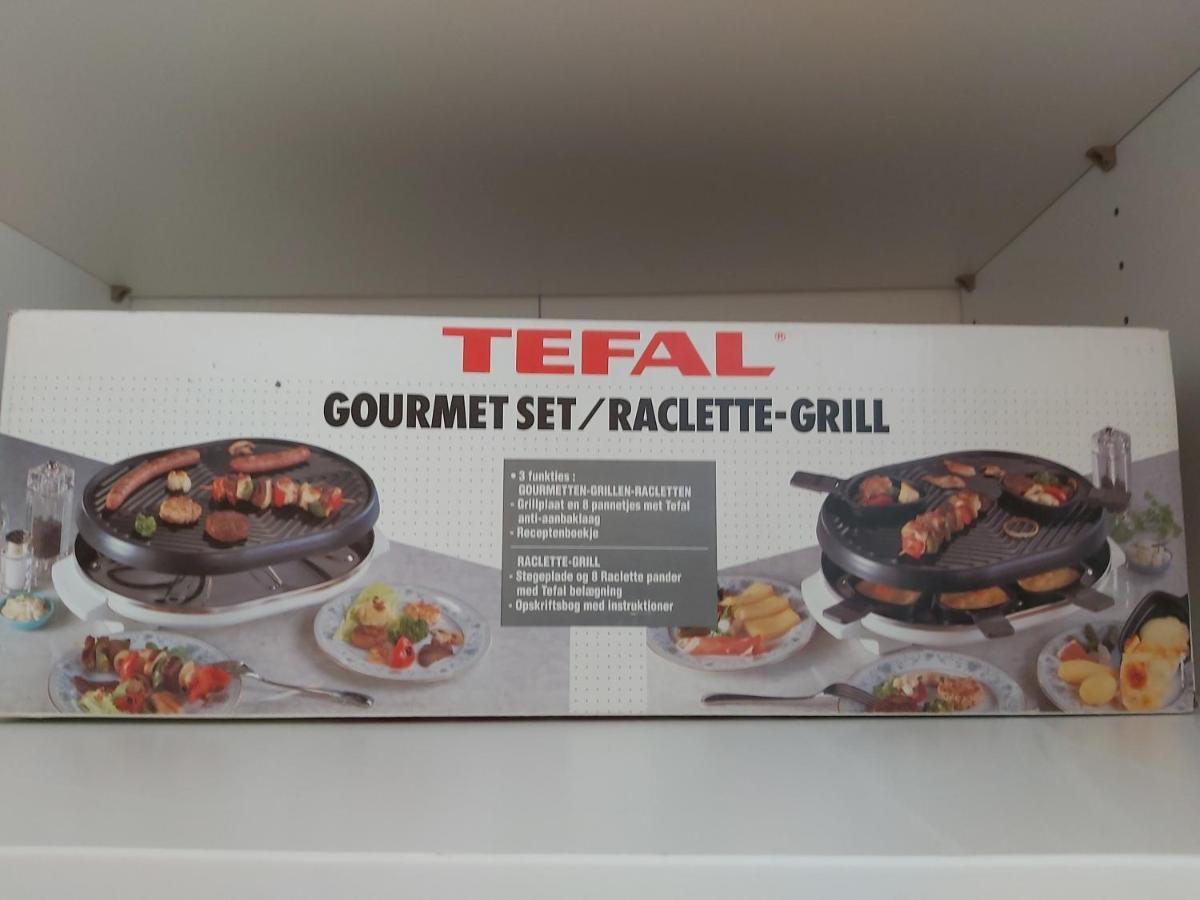 TEFAL®
GOURMET SET/RACLETTE-GRILL
• 3 funkties :
GOURMETTEN-GRILLEN-RACLETTEN
- Grillplaat en 8 pannetjes met Tefal
anti-aanbaklaag
- Receptenboekje
RACLETTE-GRILL
- Stegeplade og 8 Raclette pander
med Tefal belægning
- Opskriftsbog med instruktioner